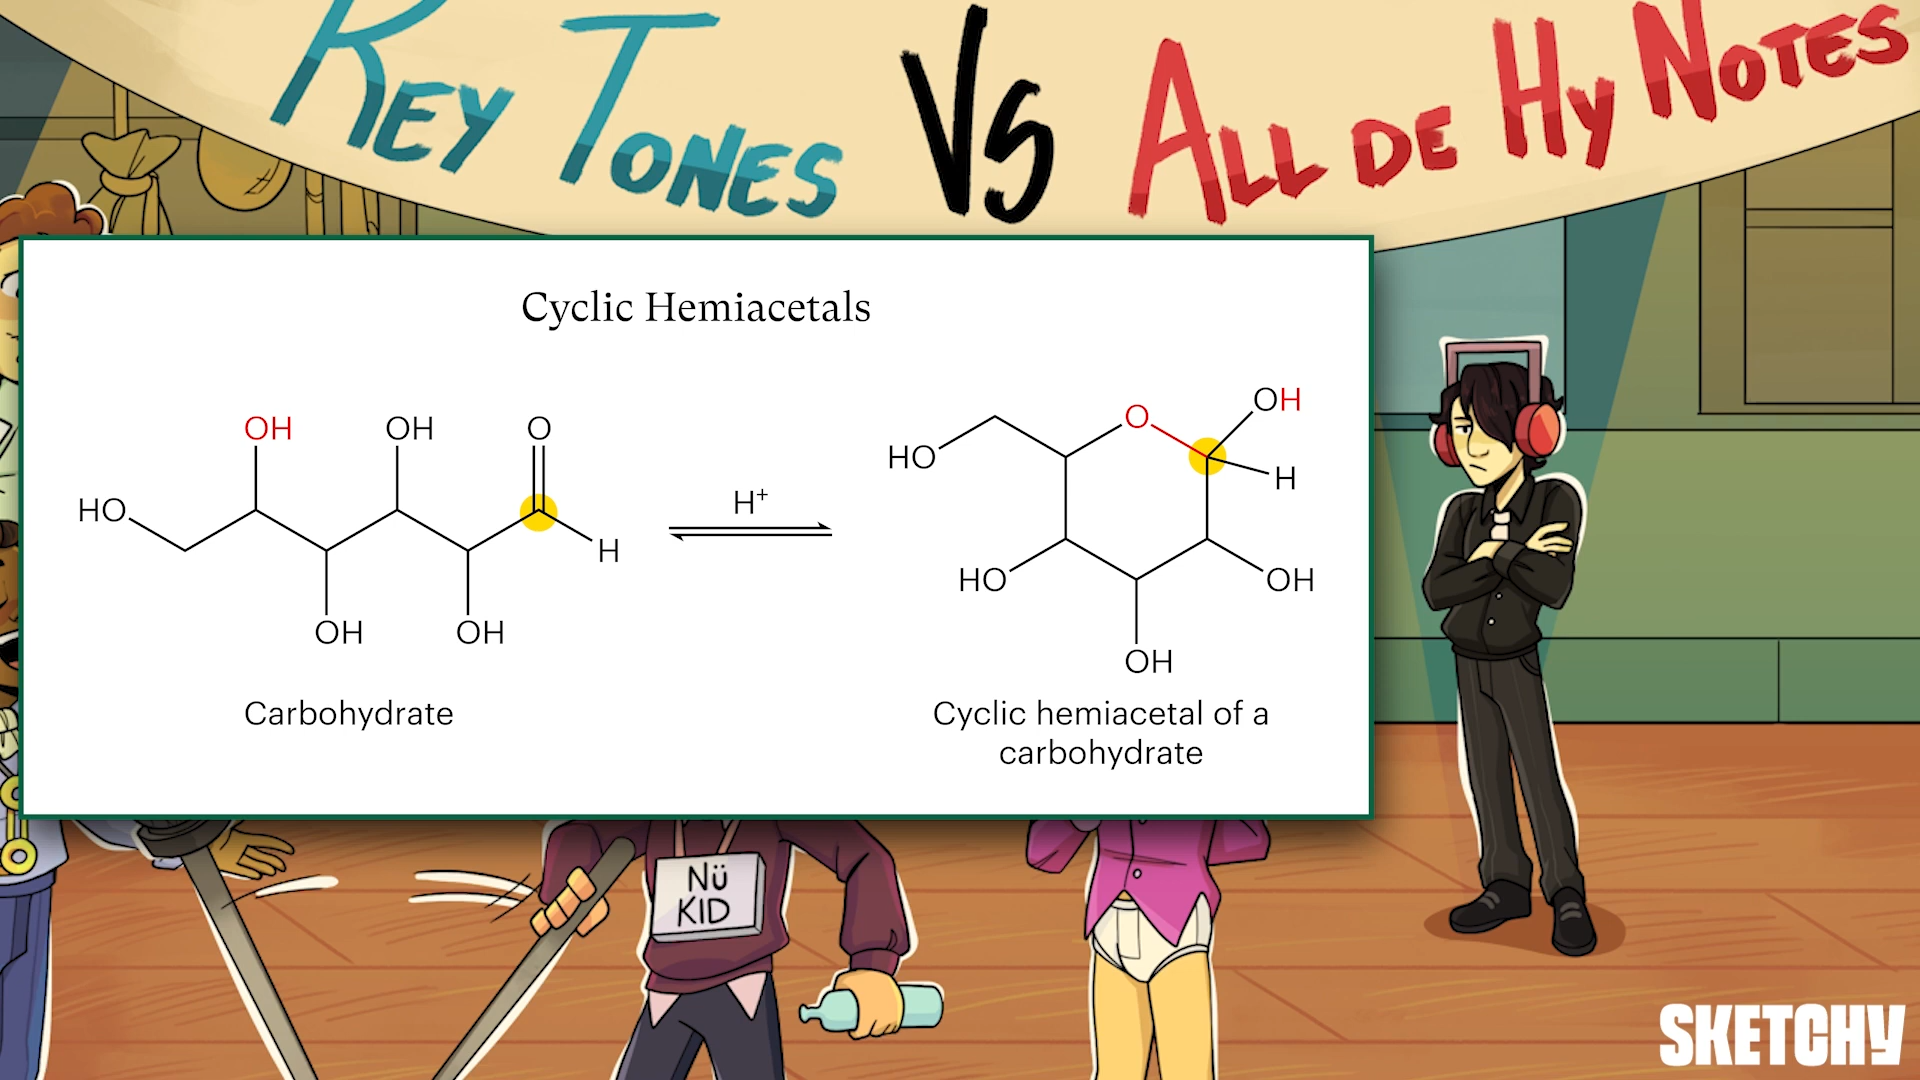 KEY TONES VS ALL DE HY NOTES
Cyclic Hemiacetals
OH OH O
HO H
OH OH
Carbohydrate
H+
O OH
HO H
HO OH
OH
Cyclic hemiacetal of a
carbohydrate
NÜ
KID
SKETCHY